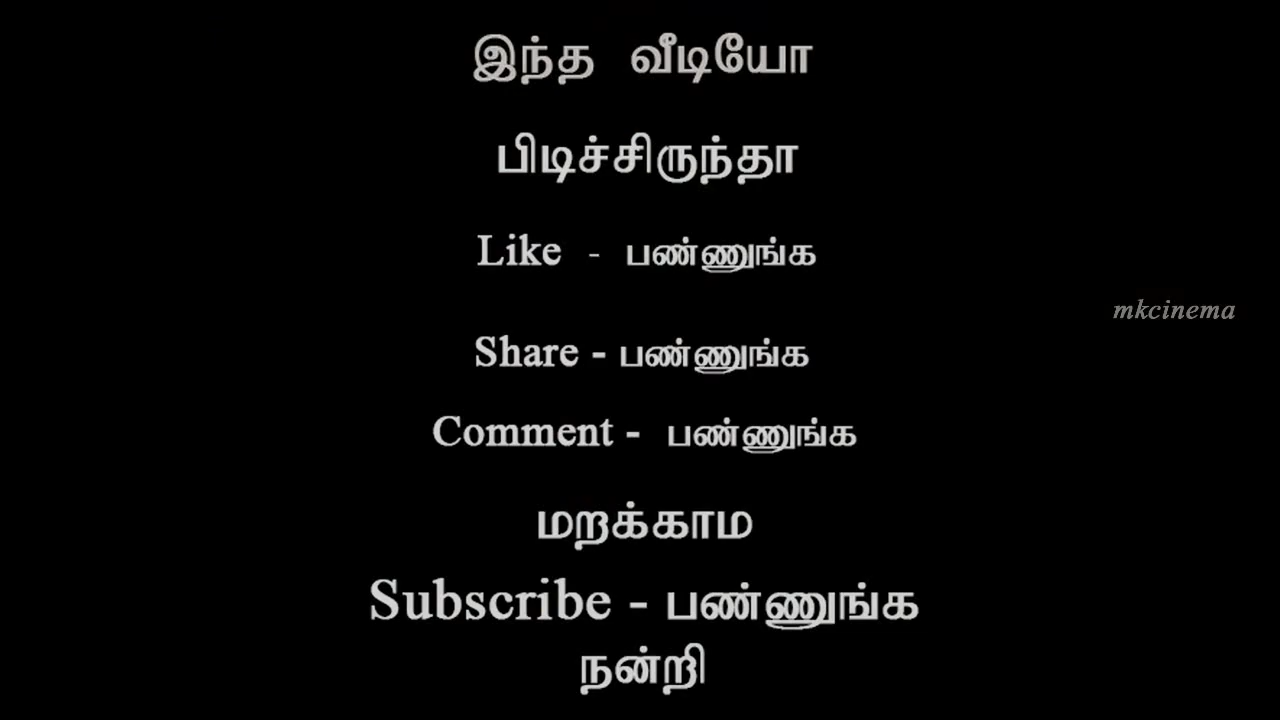 இந்த வீடியோ
பிடிச்சிருந்தா
Like - பண்ணுங்க
mkcinema
Share - பண்ணுங்க
Comment - பண்ணுங்க
மறக்காம
Subscribe - பண்ணுங்க
நன்றி